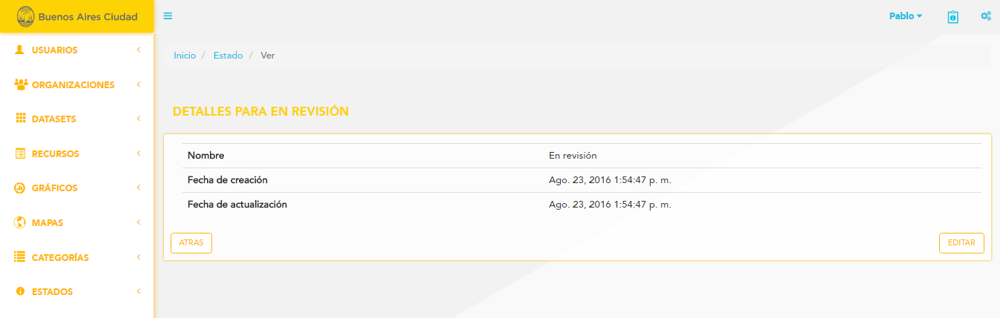 Buenos Aires Ciudad
Pablo
USUARIOS
Inicio / Estado / Ver
ORGANIZACIONES
DETALLES PARA EN REVISIÓN
DATASETS
RECURSOS
Nombre En revisión
Fecha de creación Ago. 23, 2016 1:54:47 p. m.
GRÁFICOS
Fecha de actualización Ago. 23, 2016 1:54:47 p. m.
MAPAS
ATRAS EDITAR
CATEGORÍAS
ESTADOS